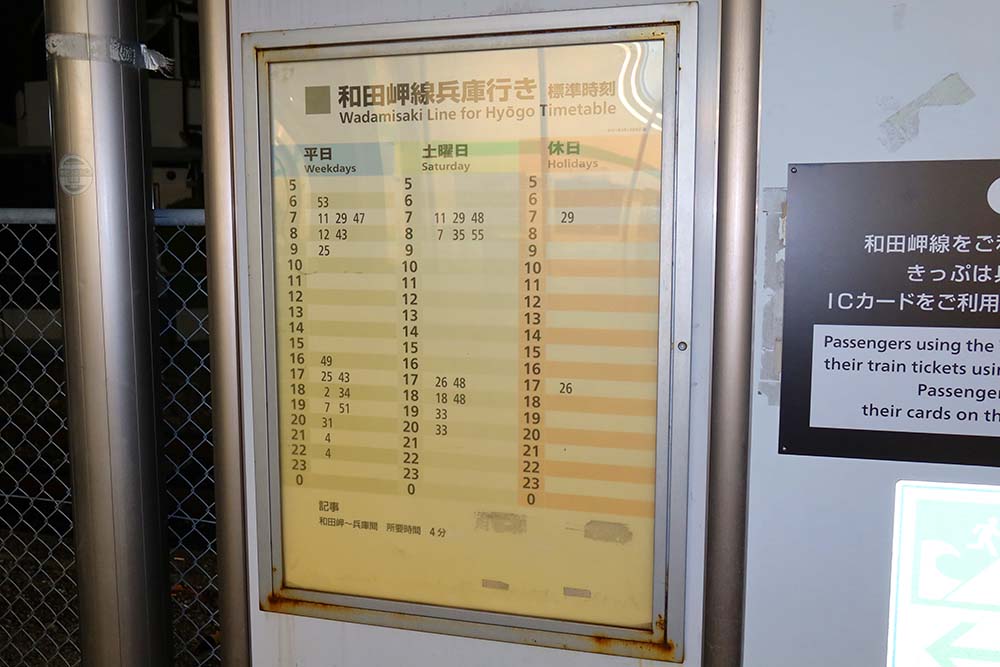 和田岬線兵庫行き 標準時刻
Wadamisaki Line for Hyōgo Timetable
平日 土曜日 休日
Weekdays Saturday Holidays
5 5 5
6 53 6 6
7 11 29 47 7 11 29 48 7 29
8 12 43 8 7 35 55 8
9 25 9 9
10 10 10
11 11 11
12 12 12
13 13 13
14 14 14
15 15 15
16 49 16 16
17 25 43 17 26 48 17 26
18 2 34 18 18 48 18
19 7 51 19 33 19
20 31 20 33 20
21 4 21 21
22 4 22 22
23 23 23
0 0 0
記事
和田岬〜兵庫間 所要時間 4分
和田岬線をご
きっぷは
ICカードをご利用
Passengers using the
their train tickets usin
Passenger
their cards on th